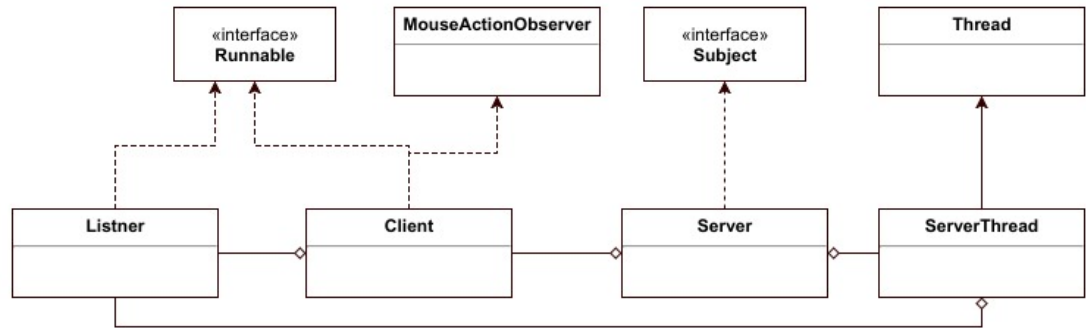 «interface»
Runnable
MouseActionObserver
«interface»
Subject
Thread
Listner
Client
Server
ServerThread